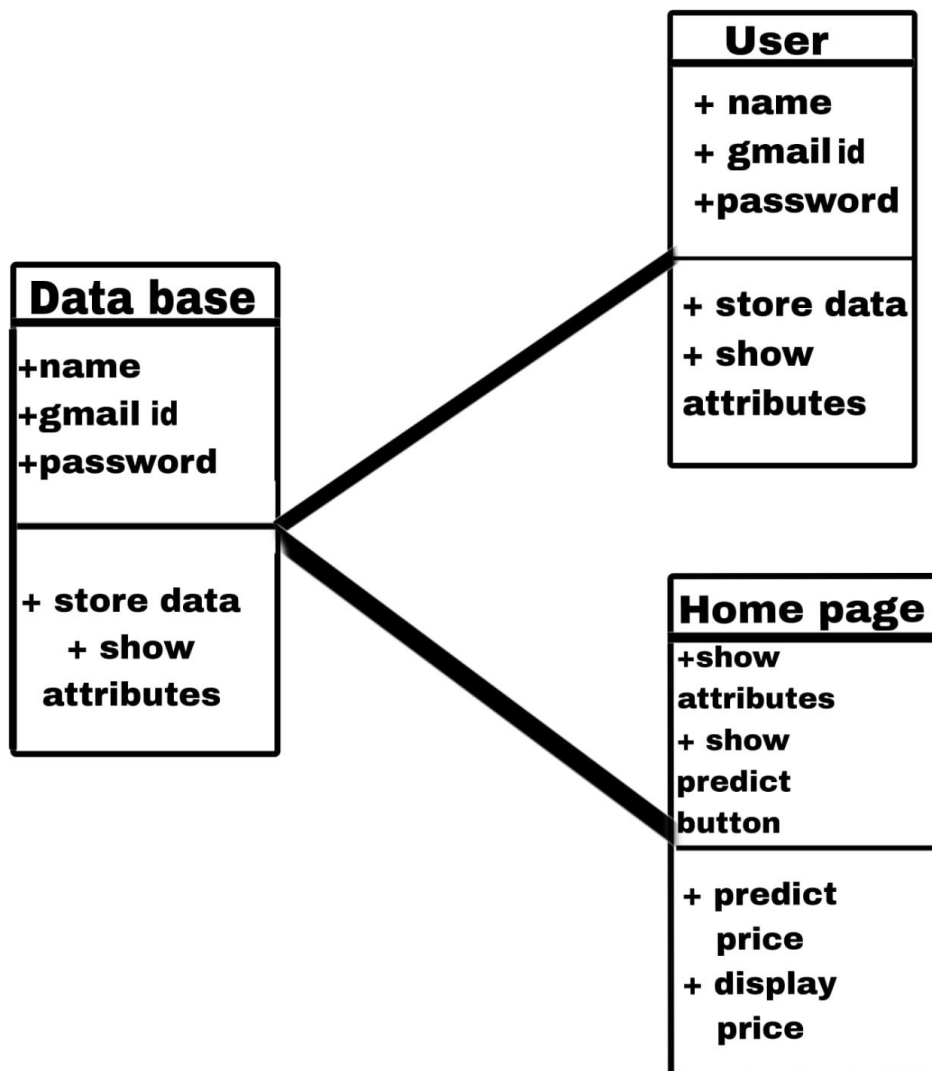 User
+ name
+ gmail id
+password
+ store data
+ show
attributes
Data base
+name
+gmail id
+password
+ store data
+ show
attributes
Home page
+show
attributes
+ show
predict
button
+ predict
price
+ display
price